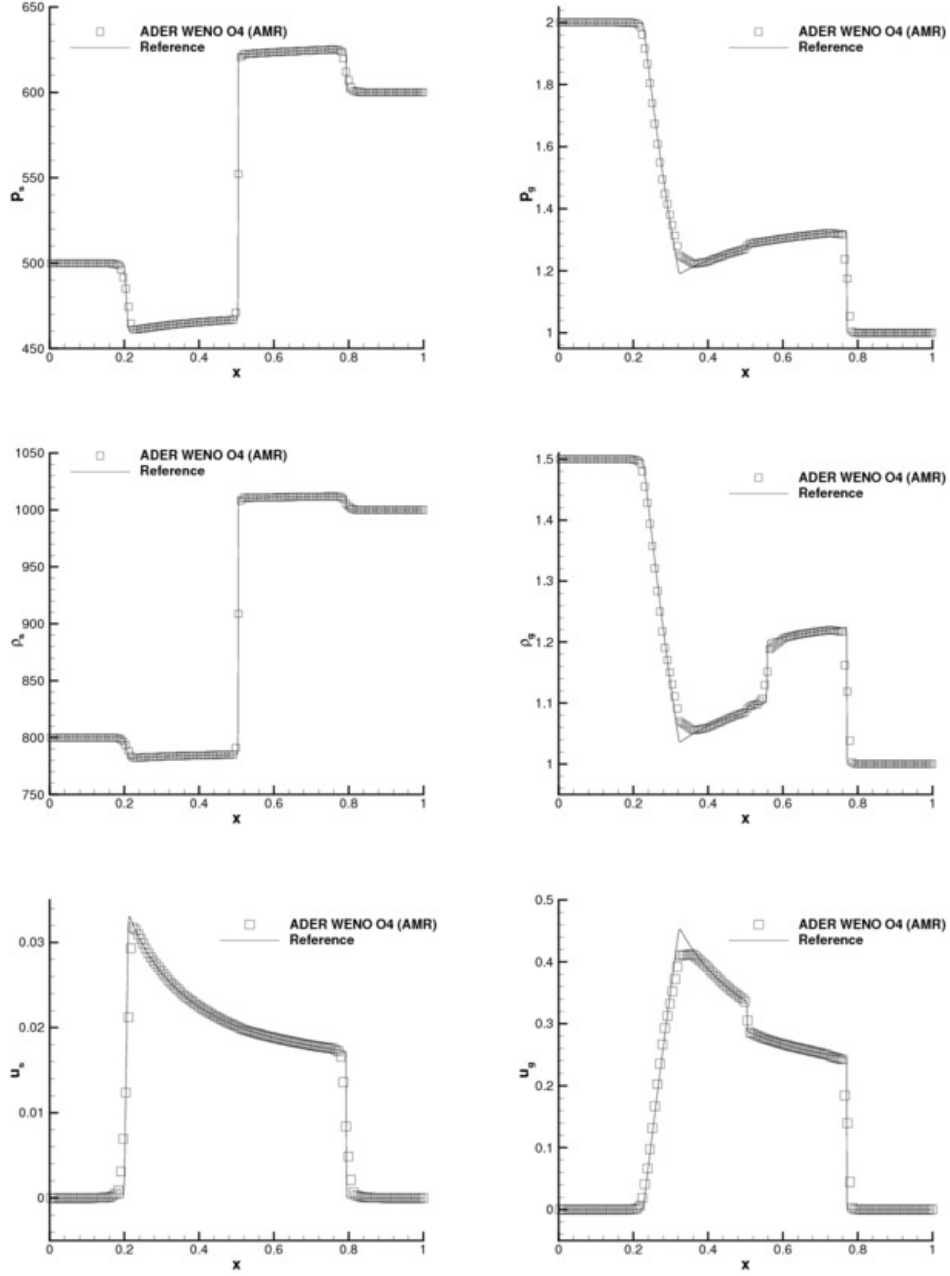 650
ADER WENO O4 (AMR)
Reference
600
550
500
450
pₛ
0 0.2 0.4 0.6 0.8 1
x
2
ADER WENO O4 (AMR)
Reference
1.8
1.6
1.4
1.2
1
p_g
0 0.2 0.4 0.6 0.8 1
x
1050
ADER WENO O4 (AMR)
Reference
1000
950
900
850
800
750
ρₛ
0 0.2 0.4 0.6 0.8 1
x
1.5
ADER WENO O4 (AMR)
Reference
1.4
1.3
1.2
1.1
1
ρ_g
0 0.2 0.4 0.6 0.8 1
x
ADER WENO O4 (AMR)
Reference
0.03
0.02
0.01
0
uₛ
0 0.2 0.4 0.6 0.8 1
x
0.5
ADER WENO O4 (AMR)
Reference
0.4
0.3
0.2
0.1
0
u_g
0 0.2 0.4 0.6 0.8 1
x